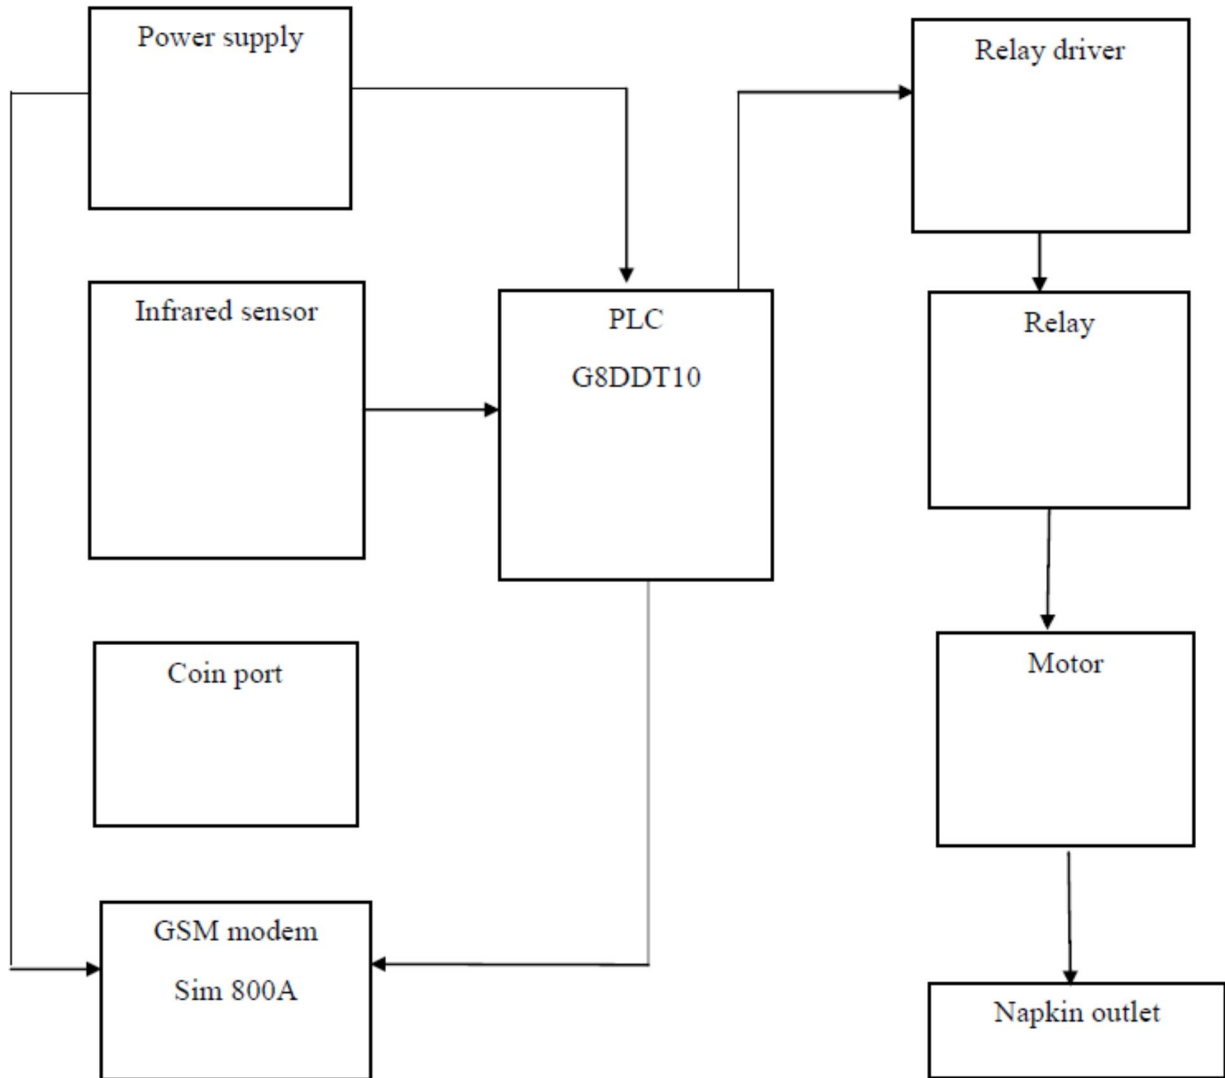 Power supply
Relay driver
Infrared sensor
PLC
G8DDT10
Relay
Coin port
Motor
GSM modem
Sim 800A
Napkin outlet